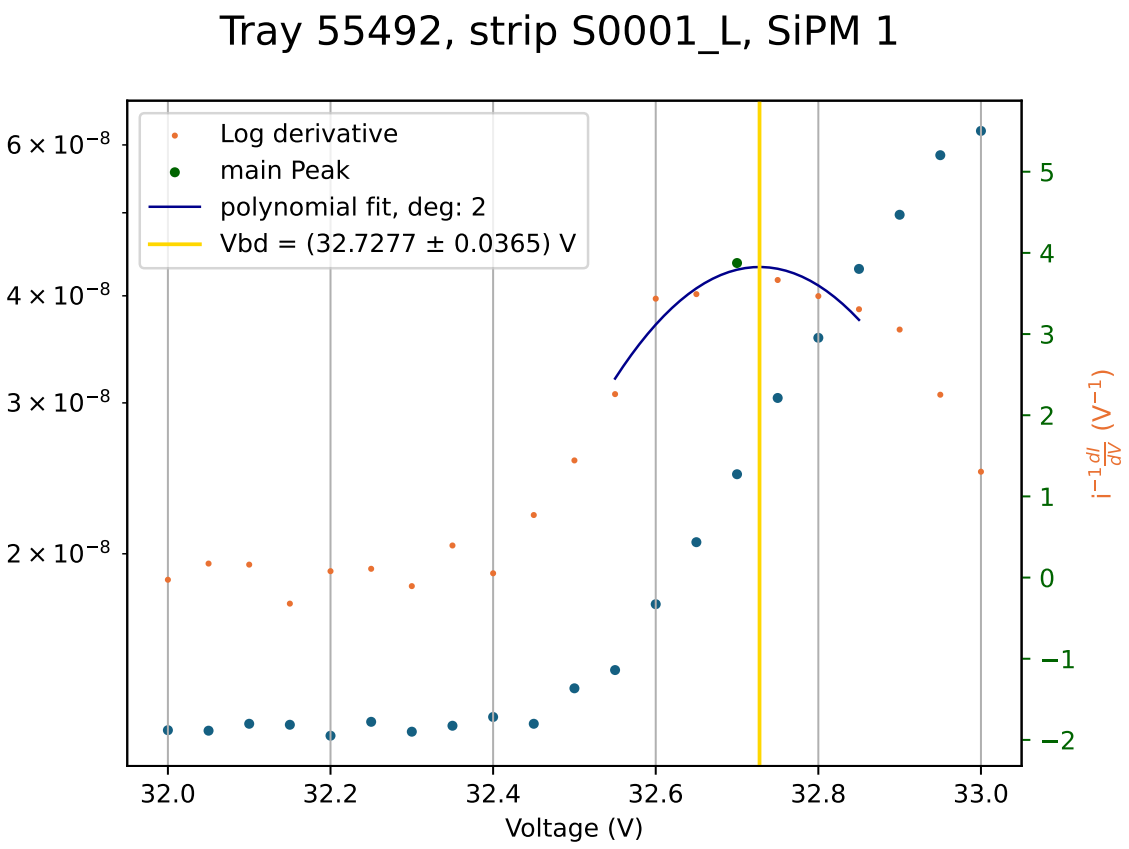 Tray 55492, strip S0001_L, SiPM 1
Log derivative
main Peak
polynomial fit, deg: 2
Vbd = (32.7277 ± 0.0365) V
6 × 10⁻⁸
4 × 10⁻⁸
3 × 10⁻⁸
2 × 10⁻⁸
5
4
3
2
1
0
−1
−2
i⁻¹ dI/dV (V⁻¹)
32.0 32.2 32.4 32.6 32.8 33.0
Voltage (V)